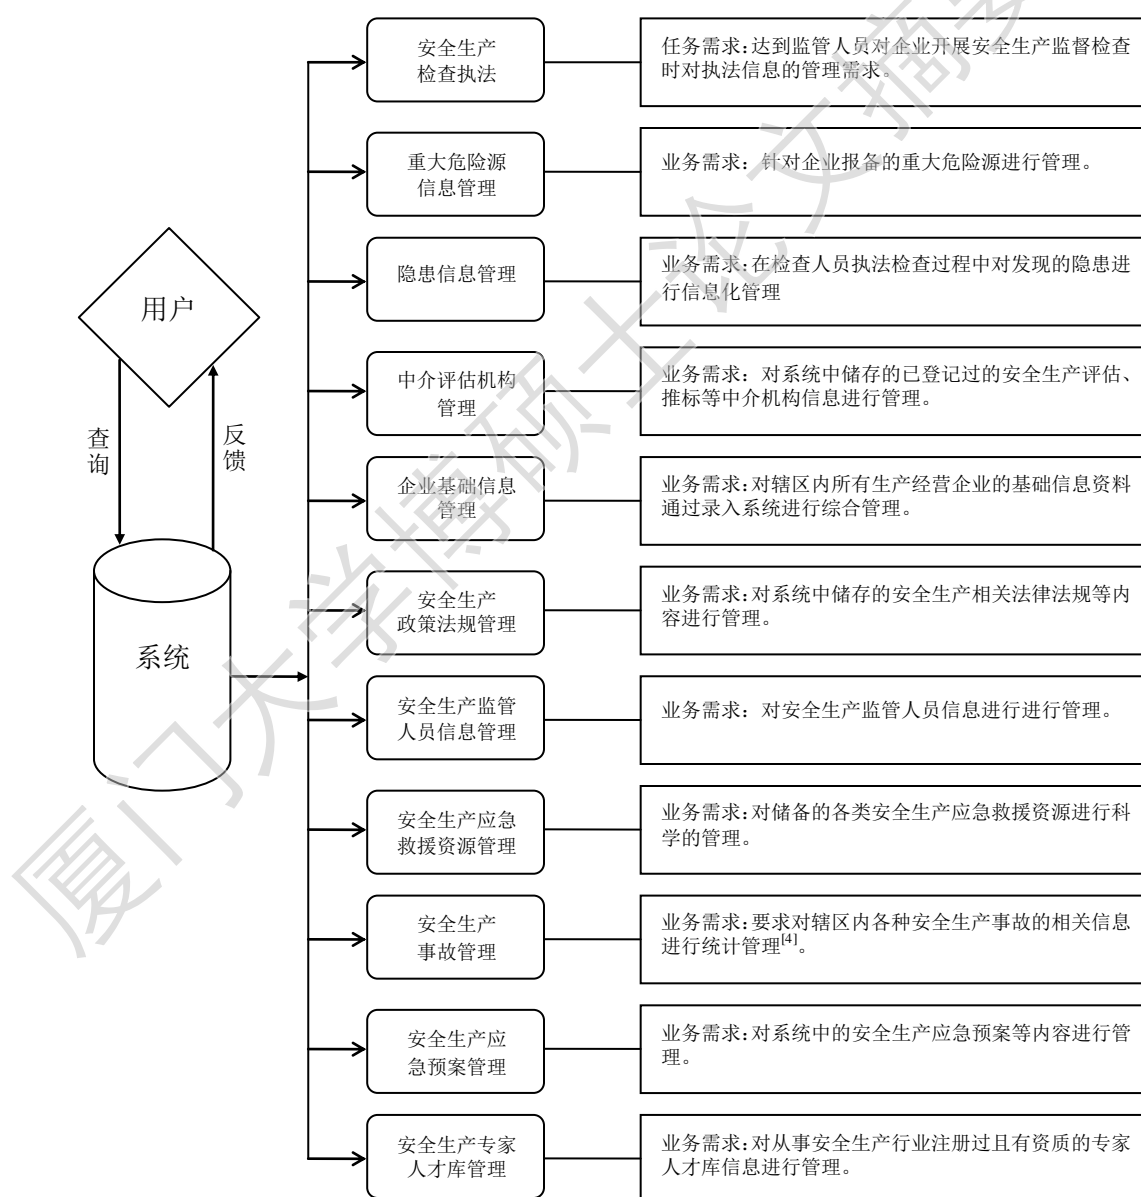 安全生产
检查执法
任务需求:达到监管人员对企业开展安全生产监督检查
时对执法信息的管理需求。
重大危险源
信息管理
业务需求：针对企业报备的重大危险源进行管理。
隐患信息管理
业务需求:在检查人员执法检查过程中对发现的隐患进
行信息化管理
用户
中介评估机构
管理
业务需求：对系统中储存的已登记过的安全生产评估、
推标等中介机构信息进行管理。
查询
反馈
企业基础信息
管理
业务需求:对辖区内所有生产经营企业的基础信息资料
通过录入系统进行综合管理。
安全生产
政策法规管理
业务需求:对系统中储存的安全生产相关法律法规等内
容进行管理。
系统
安全生产监管
人员信息管理
业务需求：对安全生产监管人员信息进行进行管理。
安全生产应急
救援资源管理
业务需求:对储备的各类安全生产应急救援资源进行科
学的管理。
安全生产
事故管理
业务需求:要求对辖区内各种安全生产事故的相关信息
进行统计管理[4]。
安全生产应
急预案管理
业务需求:对系统中的安全生产应急预案等内容进行管
理。
安全生产专家
人才库管理
业务需求:对从事安全生产行业注册过且有资质的专家
人才库信息进行管理。
厦门大学博硕士论文摘要